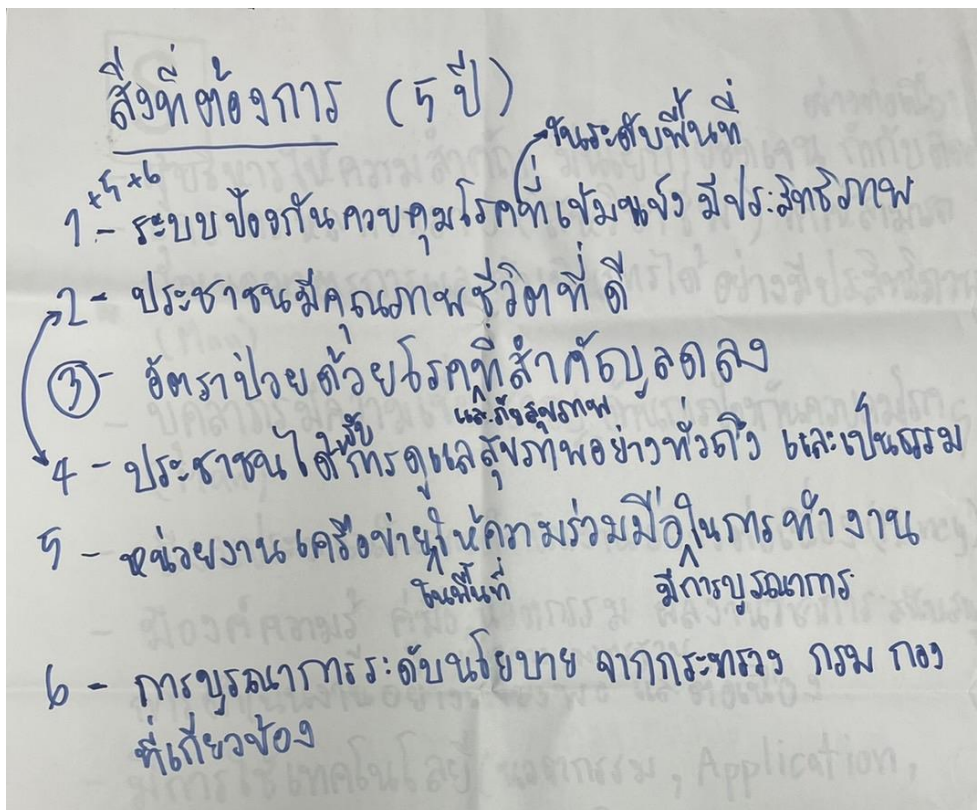 สิ่งที่ต้องการ (5 ปี)
ในระดับพื้นที่
+5 +6
1 - ระบบป้องกันควบคุมโรคที่เข้มแข็ง มีประสิทธิภาพ
2 - ประชาชนมีคุณภาพชีวิตที่ดี
3 - อัตราป่วยด้วยโรคที่สำคัญลดลง
และภัยสุขภาพ
รับ
4 - ประชาชนได้การดูแลสุขภาพอย่างทั่วถึง และเป็นธรรม
5 - หน่วยงานเครือข่ายให้ความร่วมมือในการทำงาน
ในพื้นที่ มีการบูรณาการ
6 - การบูรณาการระดับนโยบาย จากกระทรวง กรม กอง
ที่เกี่ยวข้อง
Application,